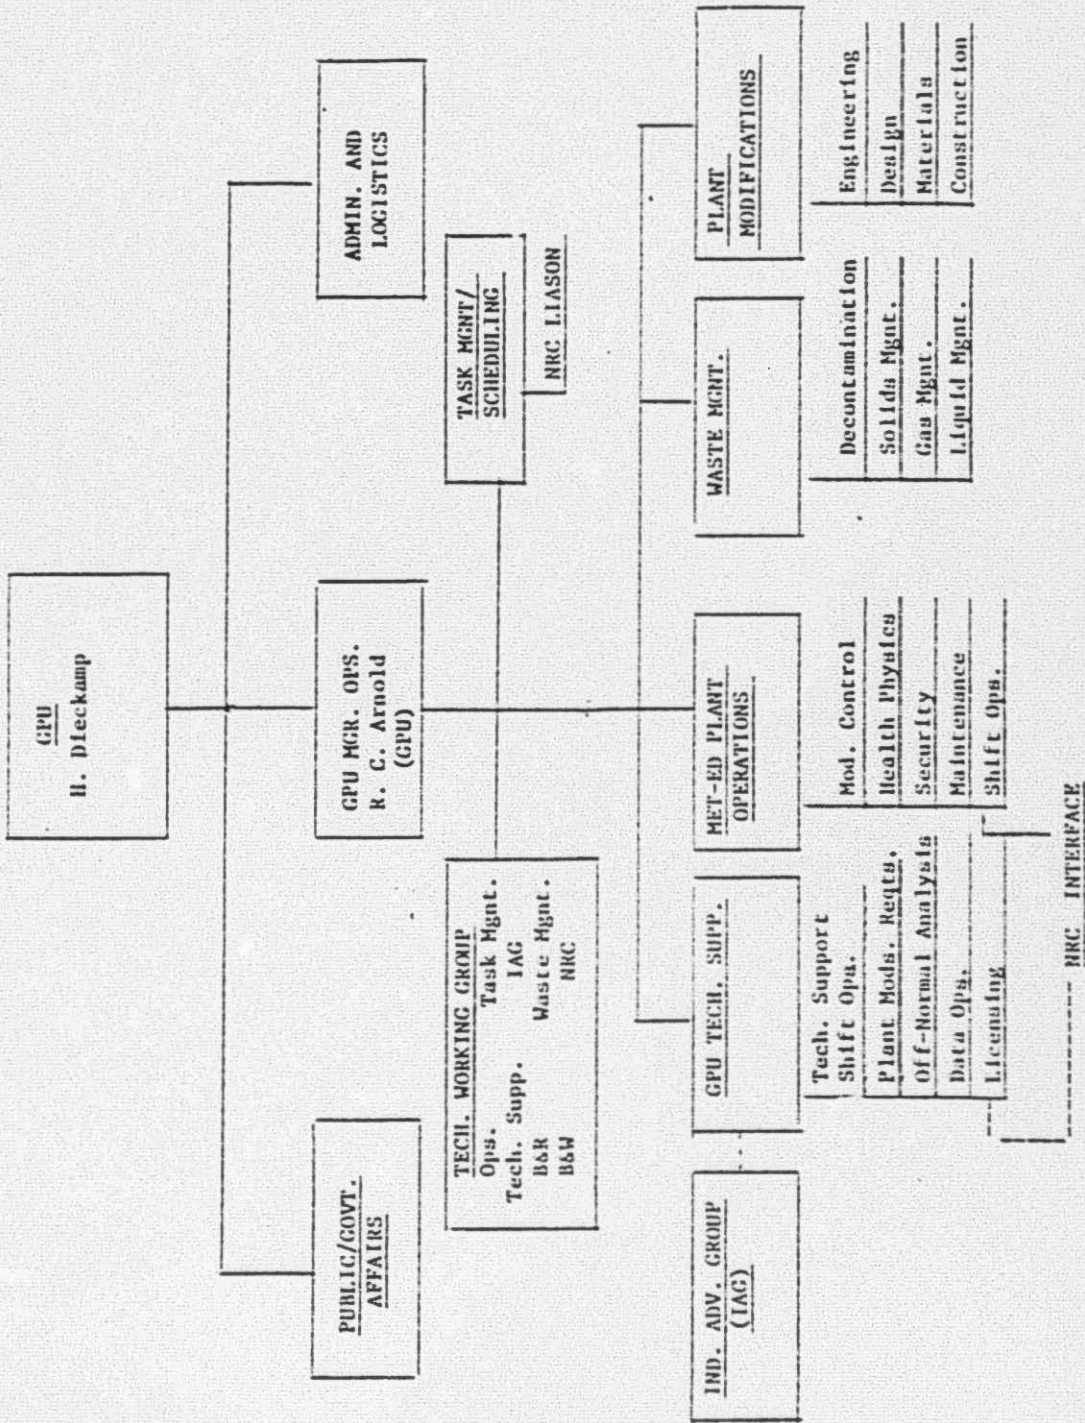 GPU
H. Dieckamp
PUBLIC/GOVT.
AFFAIRS
GPU MGR. OPS.
R. C. Arnold
(GPU)
ADMIN. AND
LOGISTICS
TECH. WORKING GROUP
Ops. Task Mgnt.
Tech. Supp. IAG
B&R Waste Mgnt.
B&W NRC
TASK MGNT/
SCHEDULING
NRC LIASON
IND. ADV. GROUP
(IAG)
GPU TECH. SUPP.
Tech. Support
Shift Ops.
Plant Mods. Reqts.
Off-Normal Analysis
Data Ops.
Licensing
MET-ED PLANT
OPERATIONS
Mod. Control
Health Physics
Security
Maintenance
Shift Ops.
NRC INTERFACE
WASTE MGNT.
Decontamination
Solids Mgnt.
Gas Mgnt.
Liquid Mgnt.
PLANT
MODIFICATIONS
Engineering
Design
Materials
Construction